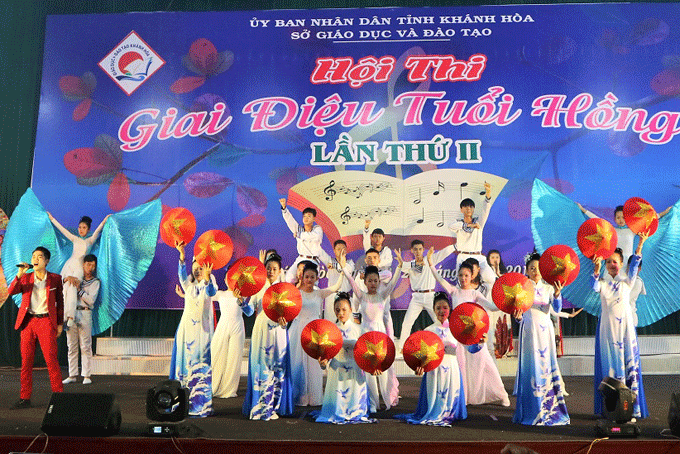 ỦY BAN NHÂN DÂN TỈNH KHÁNH HÒA
SỞ GIÁO DỤC VÀ ĐÀO TẠO
Hội Thi
Giai Điệu Tuổi Hồng
LẦN THỨ II